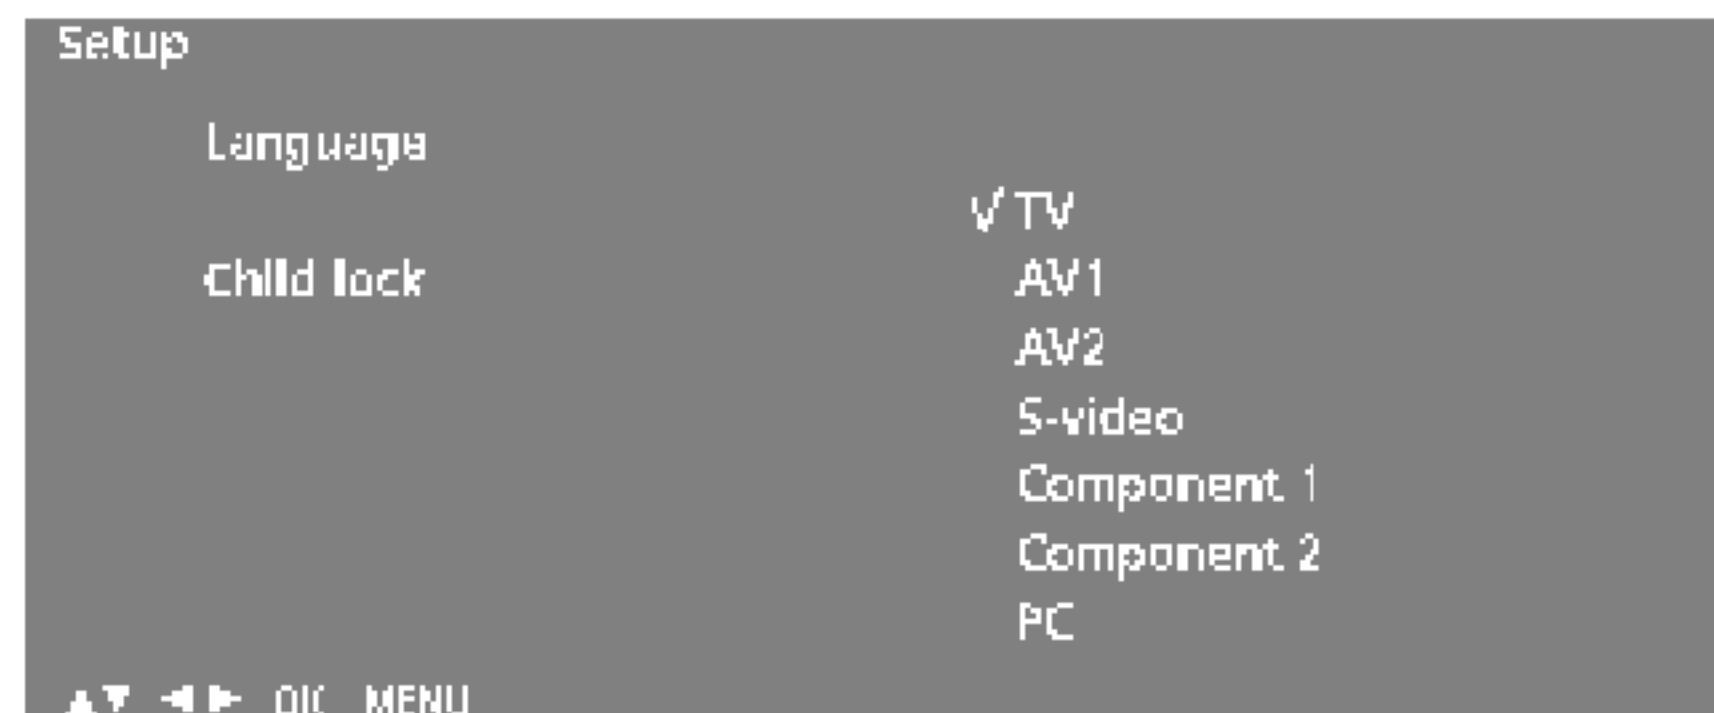 Setup
Language
√ TV
Child lock AV1
AV2
S-video
Component 1
Component 2
PC
▲▼ ◄► OK MENU